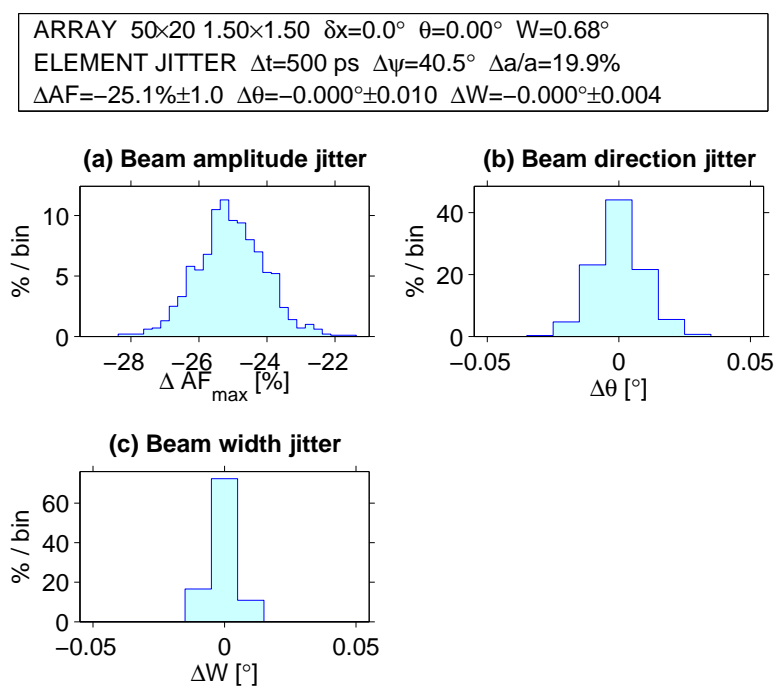 ARRAY 50×20 1.50×1.50 δx=0.0° θ=0.00° W=0.68°
ELEMENT JITTER Δt=500 ps Δψ=40.5° Δa/a=19.9%
ΔAF=−25.1%±1.0 Δθ=−0.000°±0.010 ΔW=−0.000°±0.004
(a) Beam amplitude jitter
% / bin
10
5
0
−28 −26 −24 −22
Δ AF_max [%]
(b) Beam direction jitter
% / bin
40
20
0
−0.05 0 0.05
Δθ [°]
(c) Beam width jitter
% / bin
60
40
20
0
−0.05 0 0.05
ΔW [°]